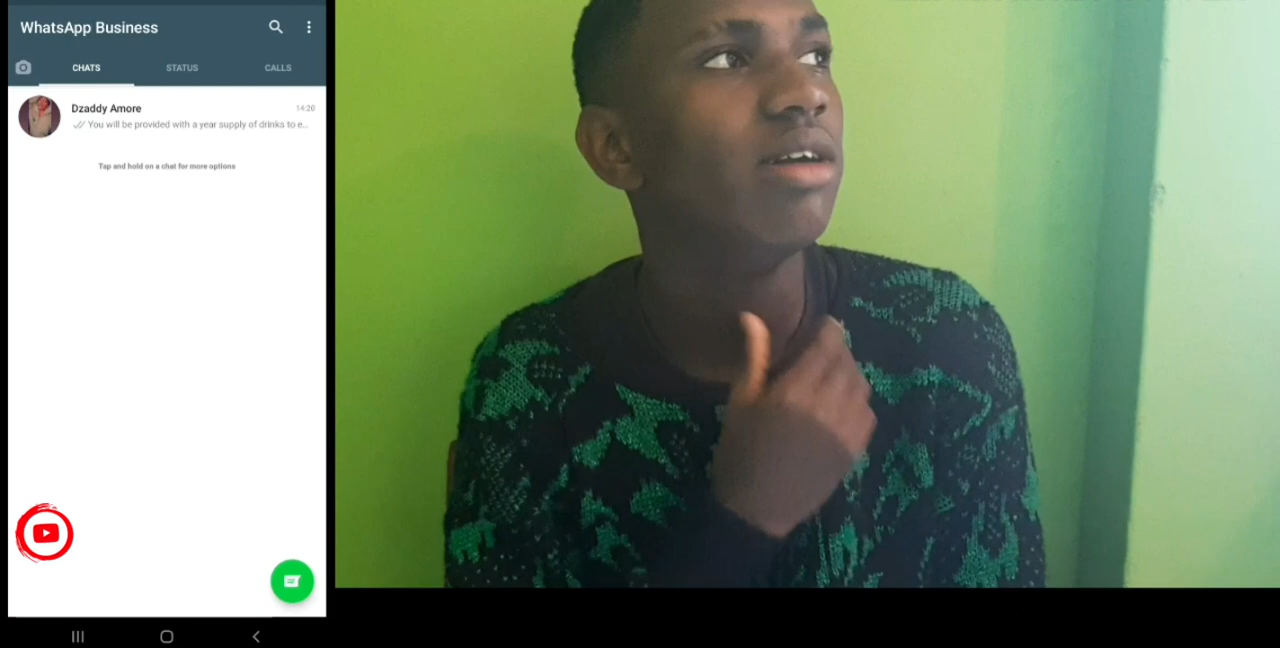 WhatsApp Business
CHATS STATUS CALLS
Dzaddy Amore 14:20
You will be provided with a year supply of drinks to e...
Tap and hold on a chat for more options